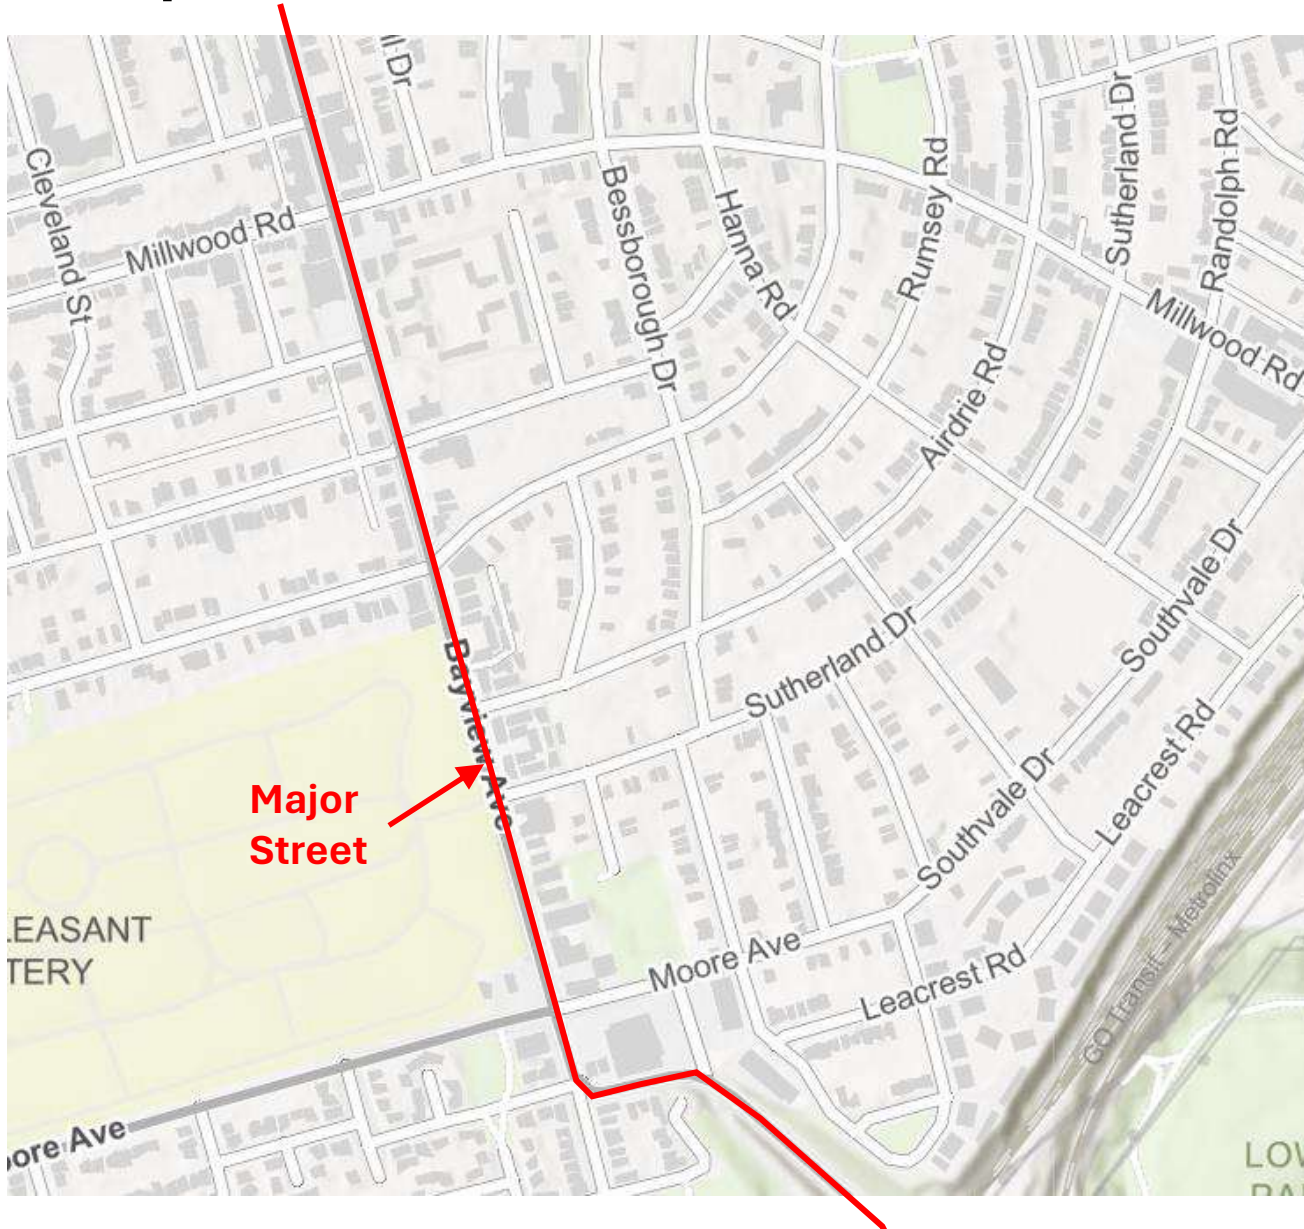 ll Dr
Cleveland St
Millwood Rd
Bessborough Dr
Hanna Rd
Rumsey Rd
Sutherland Dr
Randolph Rd
Millwood Rd
Airdrie Rd
Bayview Ave
Sutherland Dr
Southvale Dr
Major
Street
Southvale Dr
Leacrest Rd
LEASANT
TERY
Moore Ave
Leacrest Rd
GO Transit - Metrolinx
ore Ave
LOW